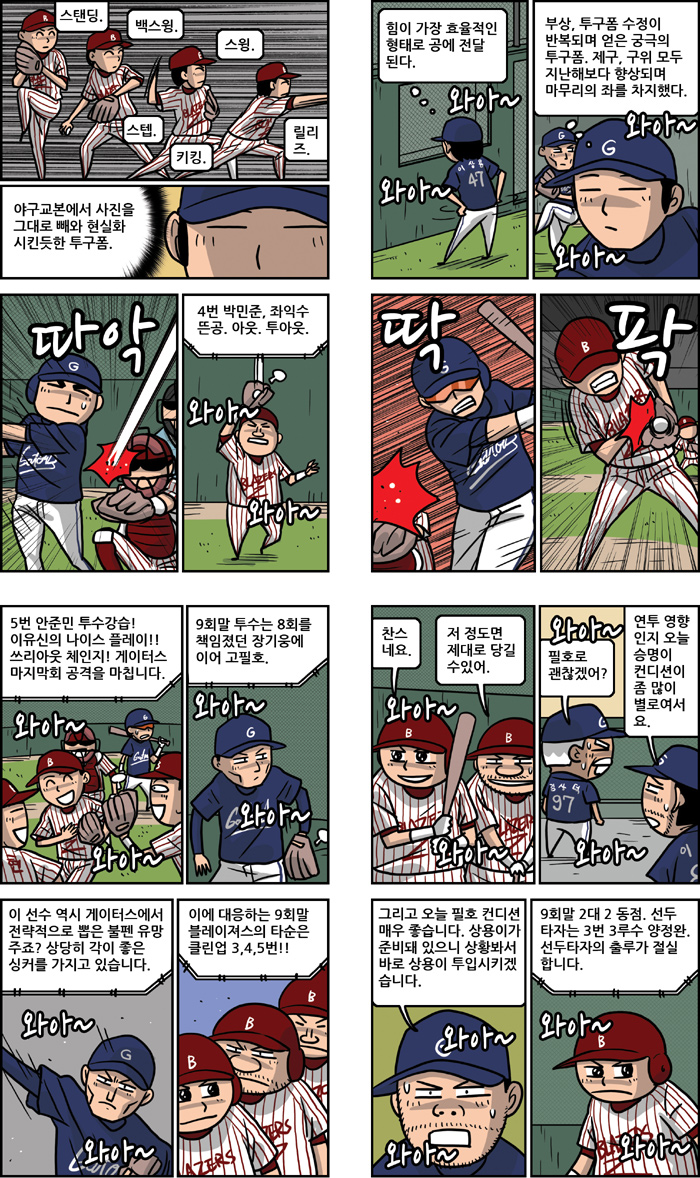 스탠딩.
백스윙.
스윙.
스텝.
키킹.
릴리
즈.
야구교본에서 사진을
그대로 빼와 현실화
시킨듯한 투구폼.
힘이 가장 효율적인
형태로 공에 전달
된다.
와아~
와아~
이상용
47
부상, 투구폼 수정이
반복되며 얻은 궁극의
투구폼. 제구, 구위 모두
지난해보다 향상되며
마무리의 좌를 차지했다.
와아~
G
G
와아~
따악
G
4번 박민준, 좌익수
뜬공. 아웃. 투아웃.
와아~
B
BLAZERS
와아~
딱
G
팍
B
BLAZERS
5번 안준민 투수강습!
이유신의 나이스 플레이!!
쓰리아웃 체인지! 게이터스
마지막회 공격을 마칩니다.
와아~
G
B
와아~
9회말 투수는 8회를
책임졌던 장기웅에
이어 고필호.
와아~
G
와아~
찬스
네요.
저 정도면
제대로 당길
수있어.
와아~
B
B
BLAZERS
BLAZERS
와아~
와아~
필호로
괜찮겠어?
연투 영향
인지 오늘
승명이
컨디션이
좀 많이
별로여서
요.
97
와아~
이 선수 역시 게이터스에서
전략적으로 뽑은 불펜 유망
주죠? 상당히 각이 좋은
싱커를 가지고 있습니다.
와아~
G
와아~
이에 대응하는 9회말
블레이져스의 타순은
클린업 3,4,5번!!
B
B
B
BLAZERS
그리고 오늘 필호 컨디션
매우 좋습니다. 상용이가
준비돼 있으니 상황봐서
바로 상용이 투입시키겠
습니다.
와아~
G
와아~
9회말 2대 2 동점. 선두
타자는 3번 3루수 양정완.
선두타자의 출루가 절실
합니다.
와아~
B
BLAZERS
와아~